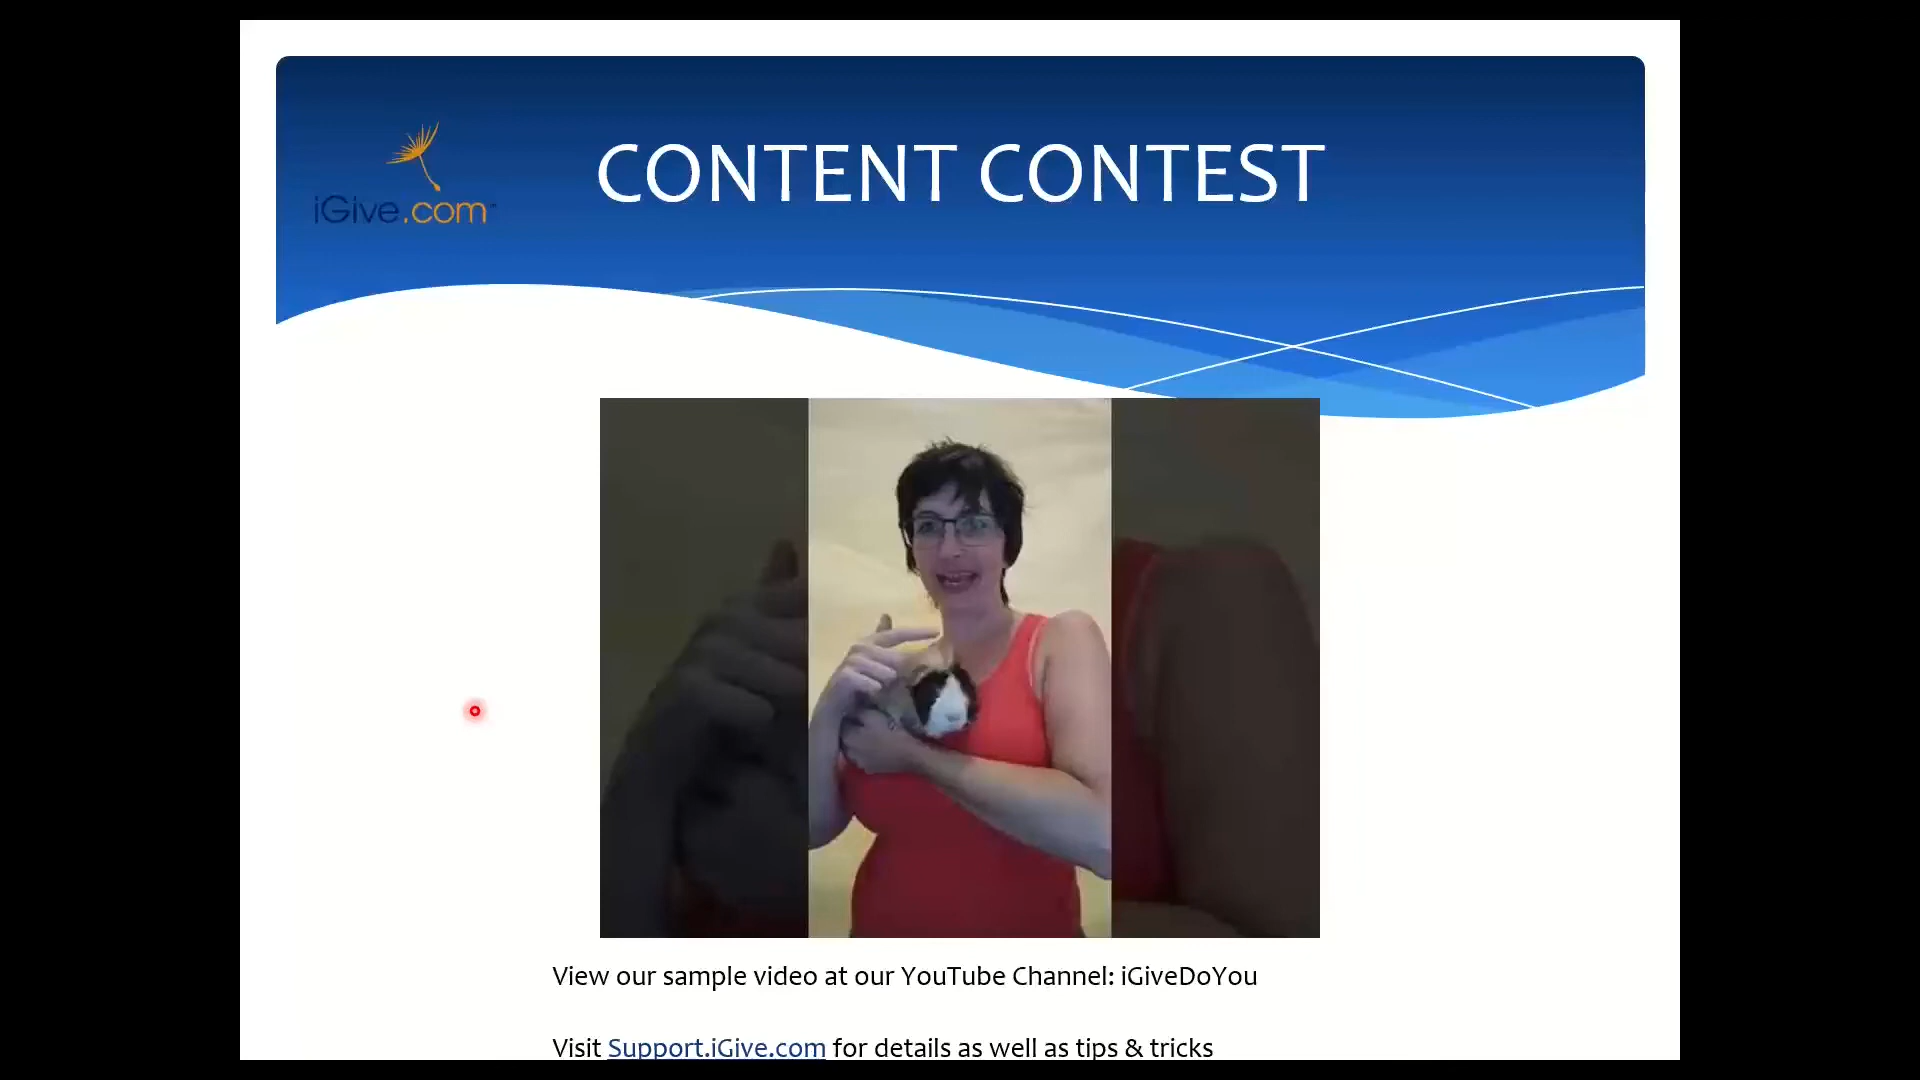 CONTENT CONTEST
iGive.com™
View our sample video at our YouTube Channel: iGiveDoYou
Visit Support.iGive.com for details as well as tips & tricks